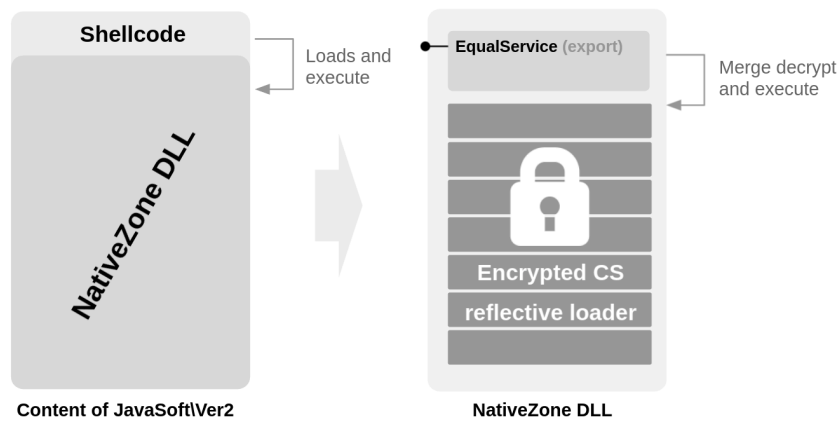 Shellcode
Loads and
execute
NativeZone DLL
Content of JavaSoft\Ver2
EqualService (export)
Merge decrypt
and execute
Encrypted CS
reflective loader
NativeZone DLL